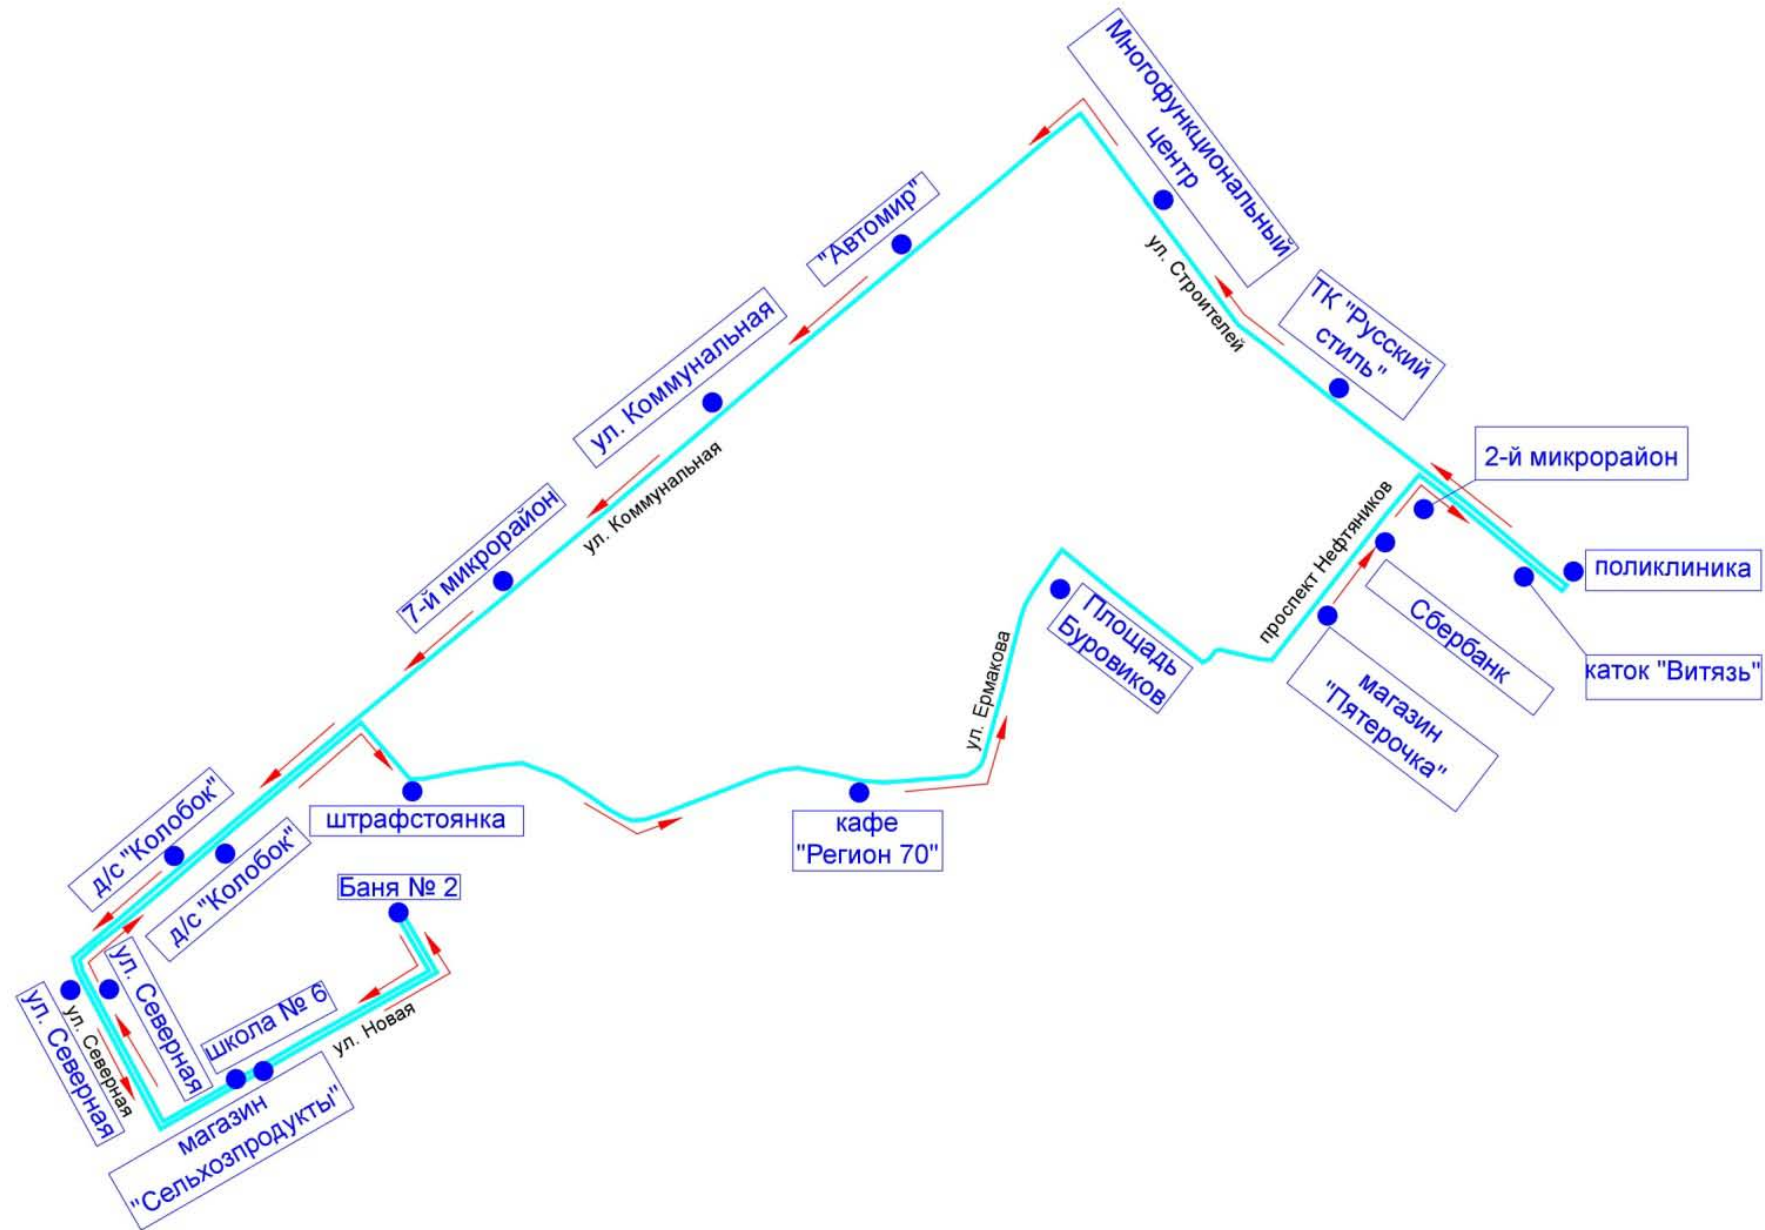 Многофункциональный
центр
"Автомир"
ул. Строителей
ТК "Русский
стиль"
ул. Коммунальная
2-й микрорайон
ул. Коммунальная
7-й микрорайон
проспект Нефтяников
поликлиника
Сбербанк
каток "Витязь"
Площадь
Буровиков
магазин
"Пятерочка"
ул. Ермакова
д/с "Колобок"
штрафстоянка
кафе
"Регион 70"
д/с "Колобок"
Баня № 2
ул. Северная
ул. Северная
ул. Северная
школа № 6
ул. Новая
магазин
"Сельхозпродукты"